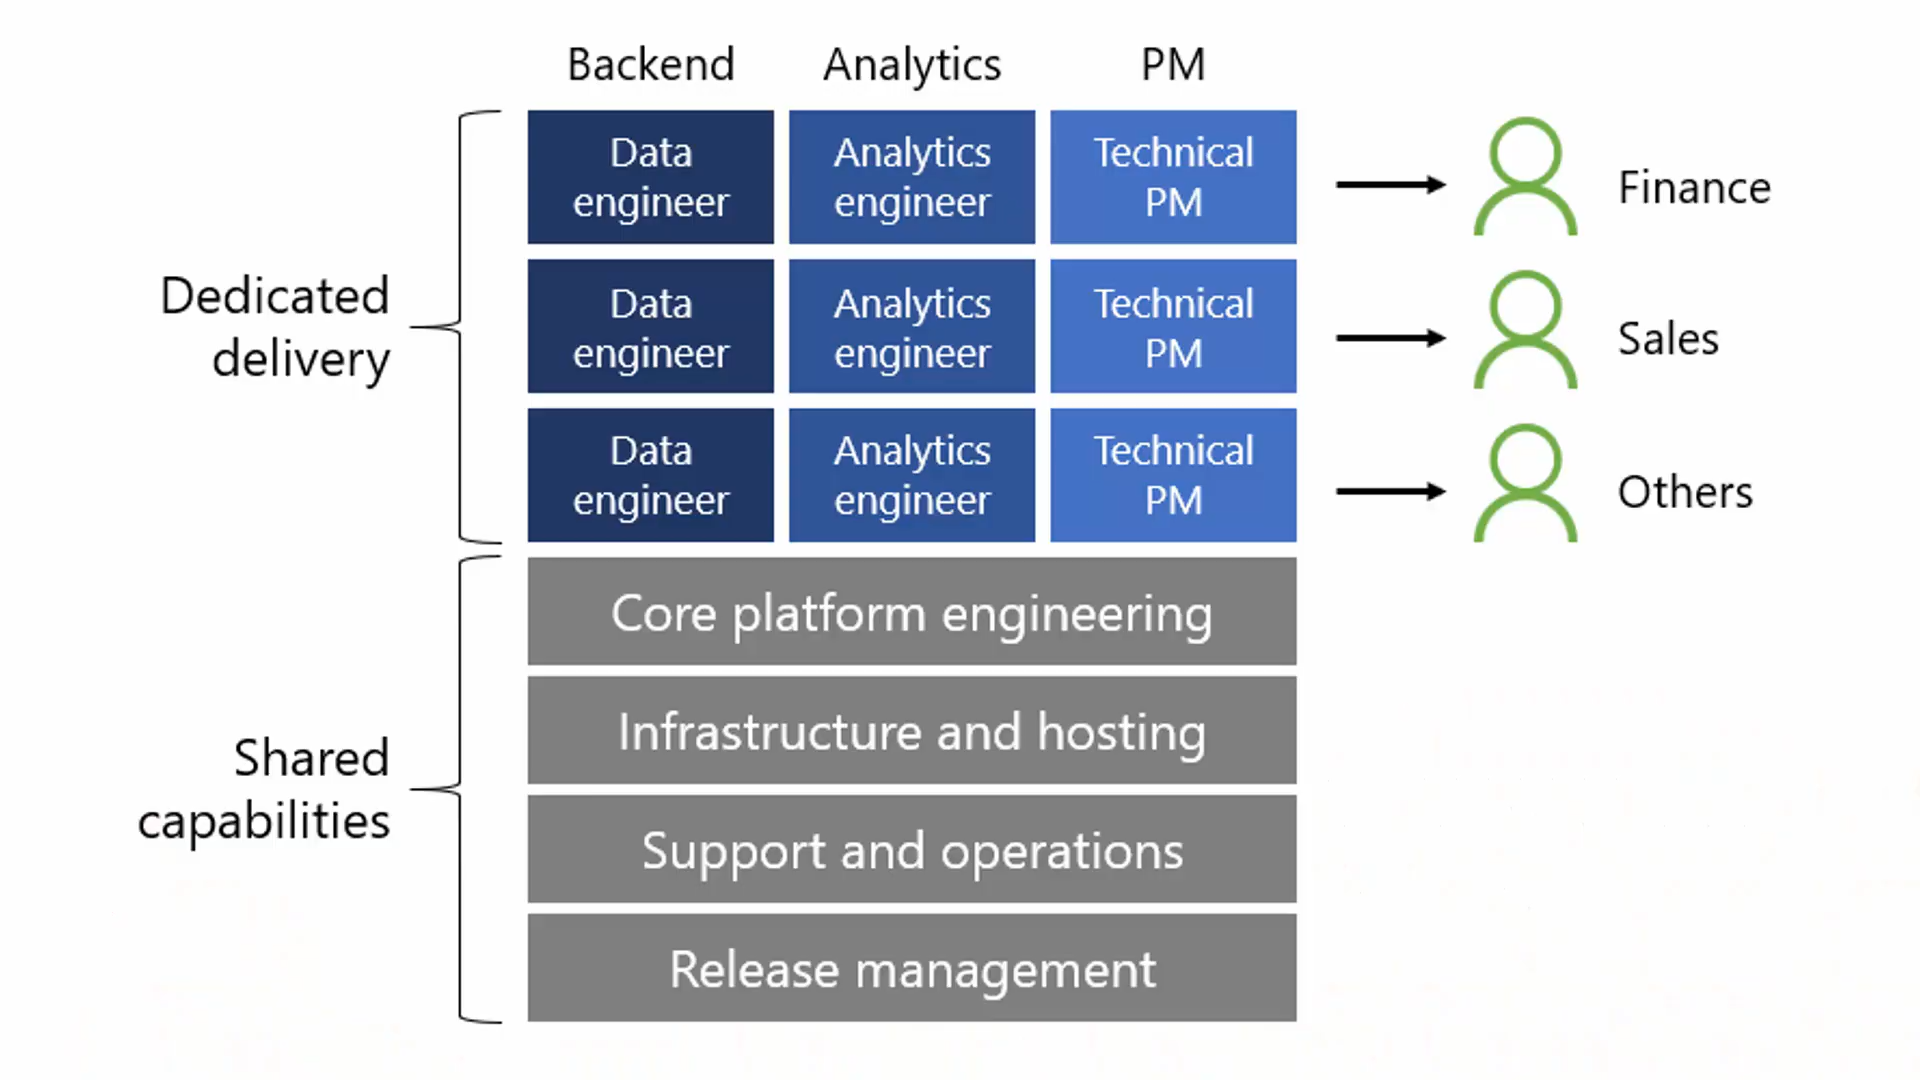 Backend
Analytics
PM
Data
engineer
Analytics
engineer
Technical
PM
Finance
Dedicated
delivery
Data
engineer
Analytics
engineer
Technical
PM
Sales
Data
engineer
Analytics
engineer
Technical
PM
Others
Shared
capabilities
Core platform engineering
Infrastructure and hosting
Support and operations
Release management